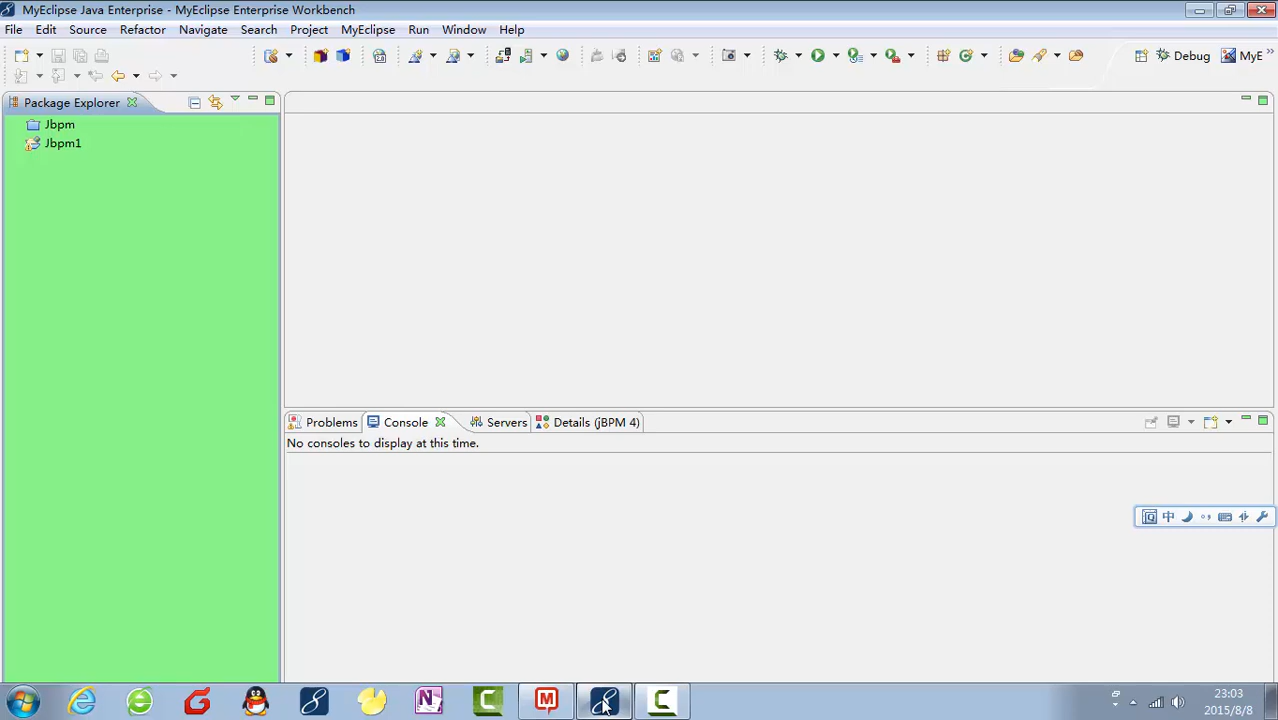 MyEclipse Java Enterprise - MyEclipse Enterprise Workbench
File Edit Source Refactor Navigate Search Project MyEclipse Run Window Help
Debug MyE
Package Explorer
Jbpm
Jbpm1
Problems Console Servers Details (jBPM 4)
No consoles to display at this time.
中
23:03
2015/8/8